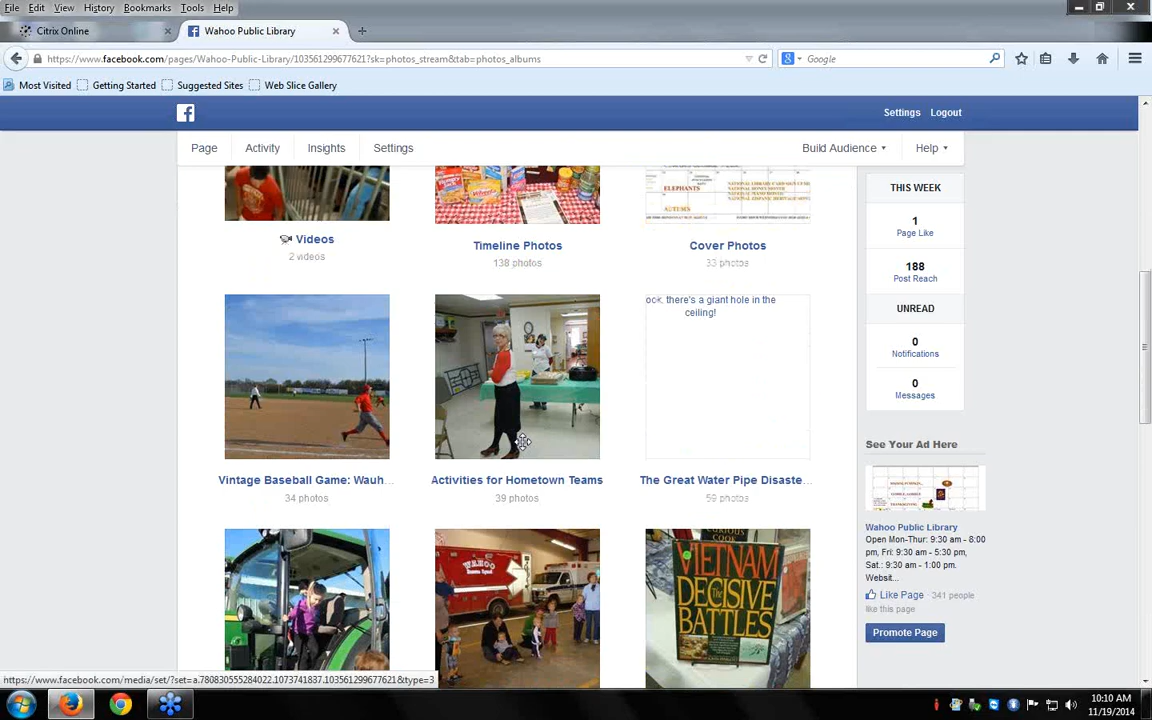 File Edit View History Bookmarks Tools Help
Citrix Online × Wahoo Public Library × +
https://www.facebook.com/pages/Wahoo-Public-Library/103561299677621?sk=photos_stream&tab=photos_albums Google
Most Visited Getting Started Suggested Sites Web Slice Gallery
Settings Logout
Page Activity Insights Settings Build Audience Help
ELEPHANTS
AUTUMN
Videos
2 videos
Timeline Photos
138 photos
Cover Photos
33 photos
THIS WEEK
1
Page Like
188
Post Reach
UNREAD
0
Notifications
0
Messages
ook, there's a giant hole in the
ceiling!
Vintage Baseball Game: Wauh...
34 photos
Activities for Hometown Teams
39 photos
The Great Water Pipe Disaste...
59 photos
See Your Ad Here
Wahoo Public Library
Open Mon-Thur: 9:30 am - 8:00
pm, Fri: 9:30 am - 5:30 pm,
Sat.: 9:30 am - 1:00 pm.
Websit...
Like Page · 341 people
like this page
Promote Page
WAHOO
CURIOUS
COOK
VIETNAM
THE DECISIVE
BATTLES
https://www.facebook.com/media/set/?set=a.780830555284022.1073741837.103561299677621&type=3
10:10 AM
11/19/2014